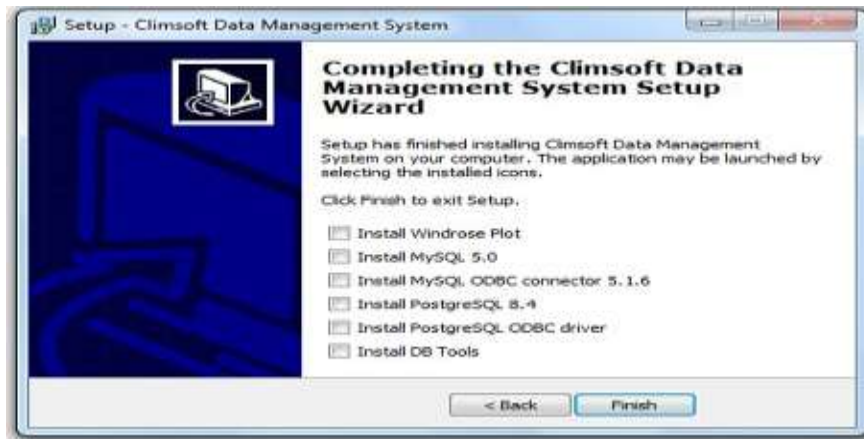 Setup - Climsoft Data Management System
Completing the Climsoft Data
Management System Setup
Wizard
Setup has finished installing Climsoft Data Management
System on your computer. The application may be launched by
selecting the installed icons.
Click Finish to exit Setup.
Install Windrose Plot
Install MySQL 5.0
Install MySQL ODBC connector 5.1.6
Install PostgreSQL 8.4
Install PostgreSQL ODBC driver
Install DB Tools
< Back
Finish